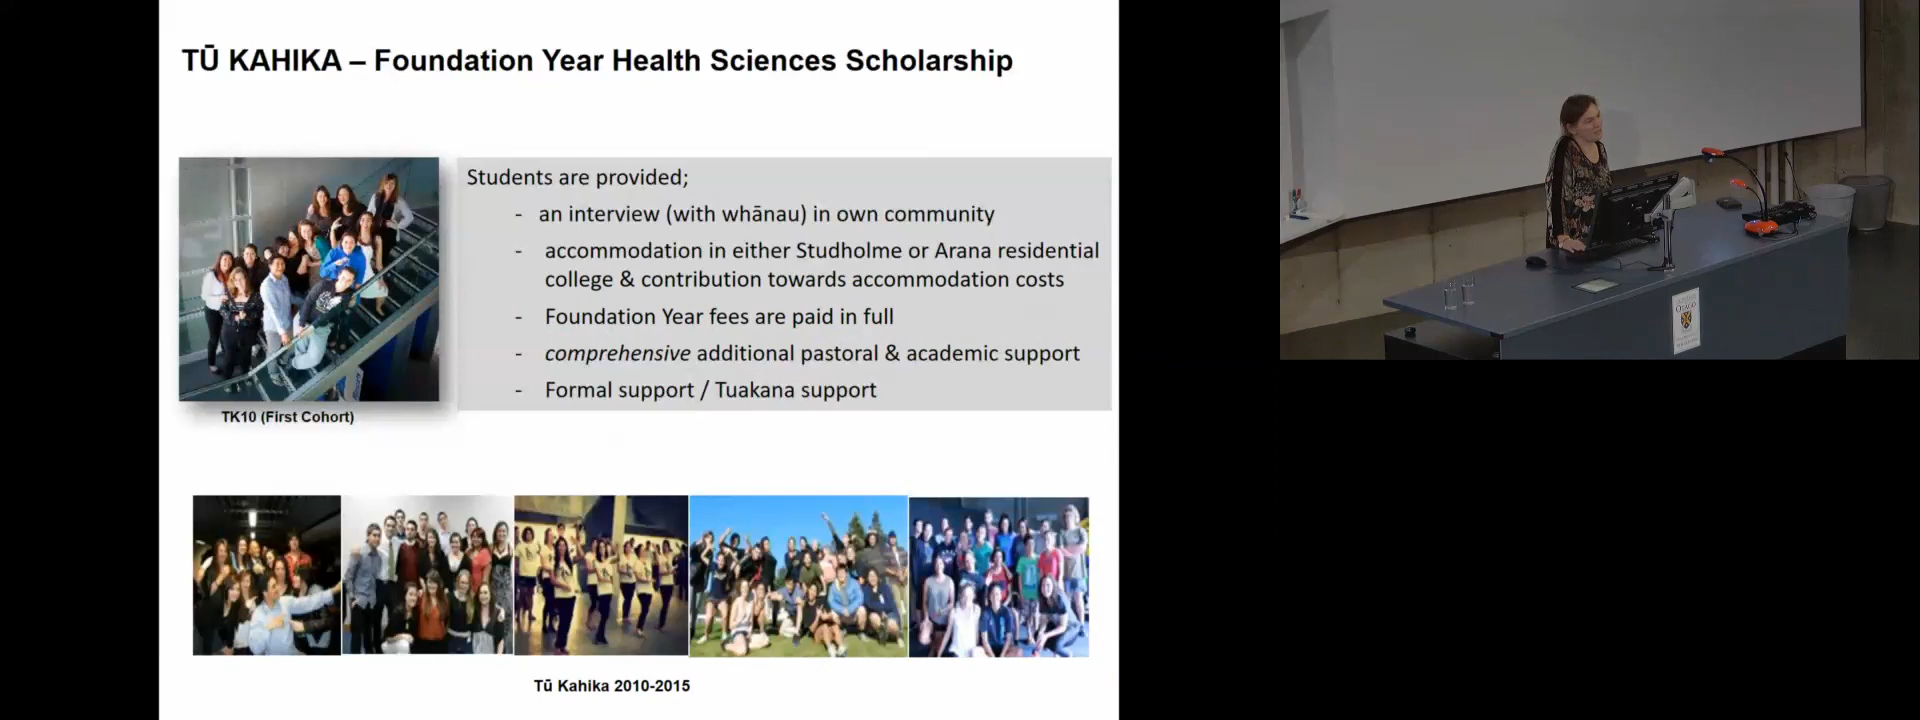 TŪ KAHIKA – Foundation Year Health Sciences Scholarship
Students are provided;
- an interview (with whānau) in own community
- accommodation in either Studholme or Arana residential
college & contribution towards accommodation costs
- Foundation Year fees are paid in full
- comprehensive additional pastoral & academic support
- Formal support / Tuakana support
TK10 (First Cohort)
Tū Kahika 2010-2015
OTAGO